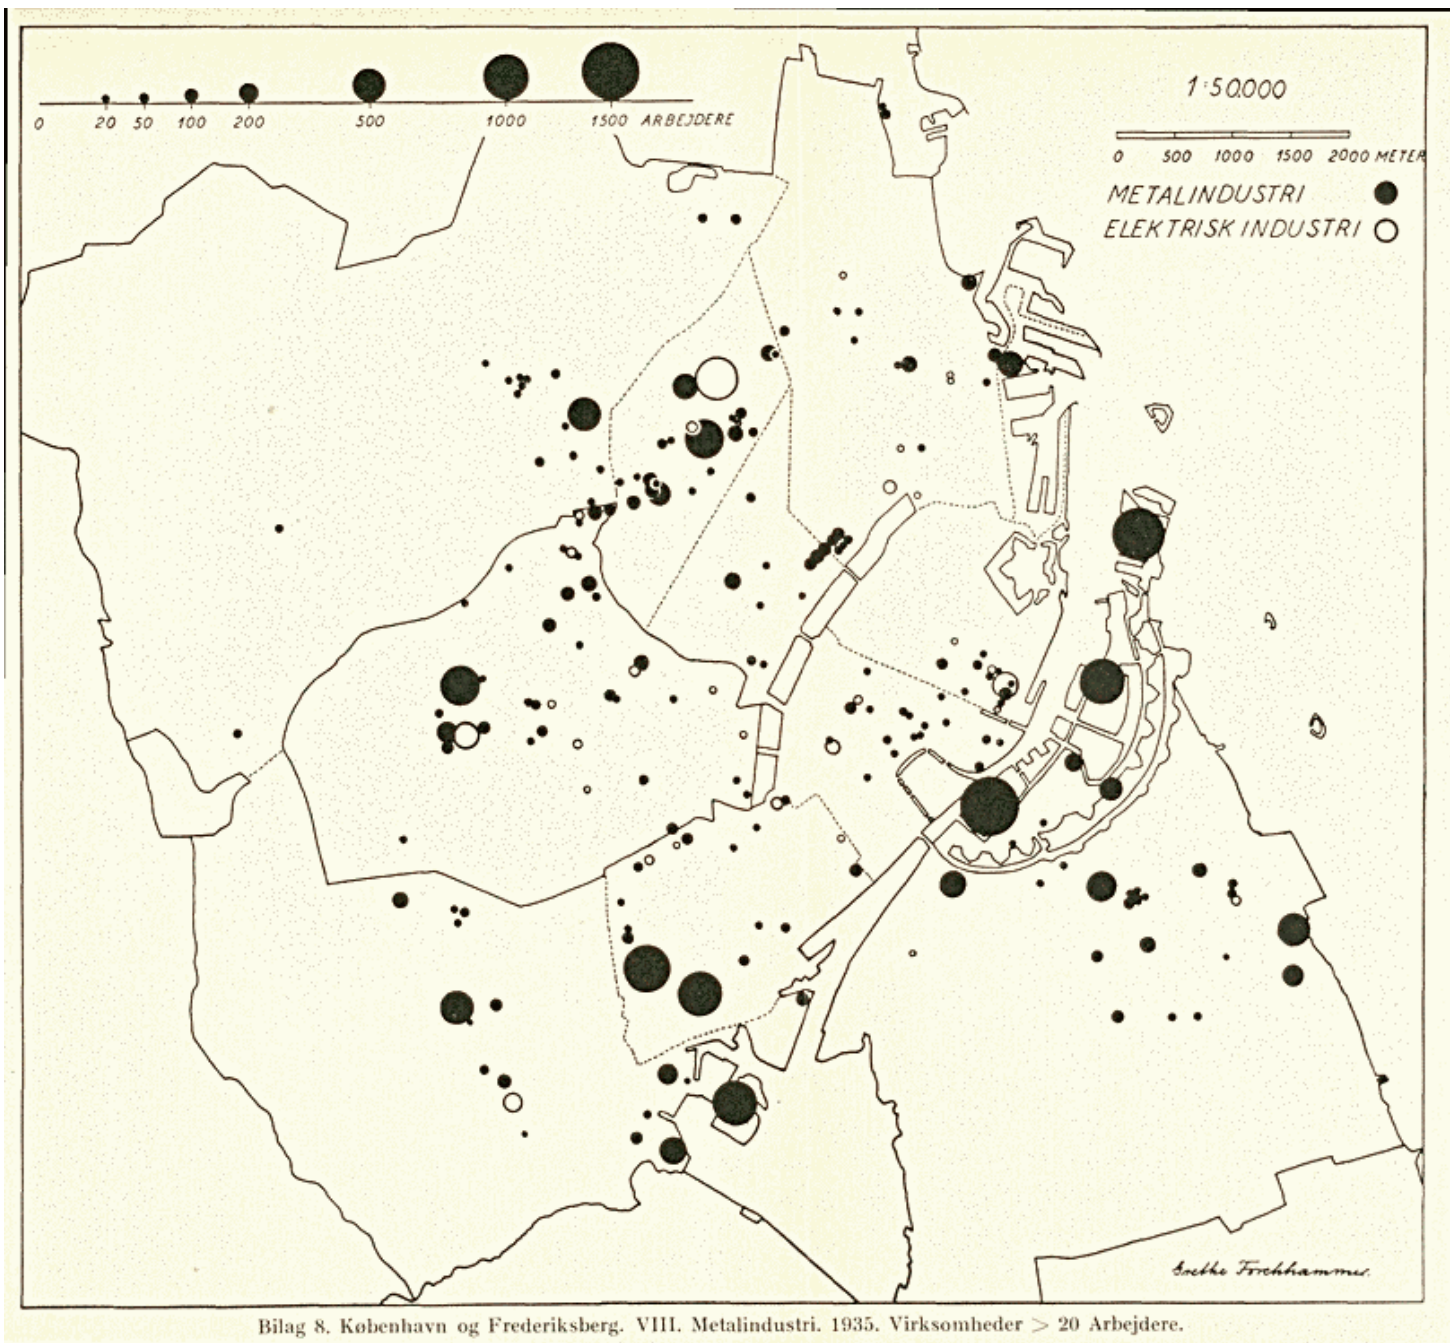 0 20 50 100 200 500 1000 1500 ARBEJDERE
1:50.000
0 500 1000 1500 2000 METER
METALINDUSTRI
ELEKTRISK INDUSTRI
Grethe Forchhammer.
Bilag 8. København og Frederiksberg. VIII. Metalindustri. 1935. Virksomheder > 20 Arbejdere.